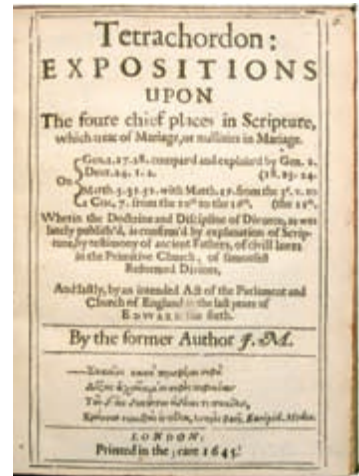 Tetrachordon:
EXPOSITIONS
UPON
The foure chief places in Scripture,
which treat of Mariage, or nullities in Mariage.
On
Gen. 1. 27. 28. compar'd and explain'd by Gen. 2.
Deut. 24. 1. 2. (18. 23. 24.
Matth. 5. 31. 32. with Matth. 19. from the 3d. v. to
1 Cor. 7. from the 10th to the 16th. (the 11th.
Wherin the Doctrine and Discipline of Divorce, as was
lately publish'd, is confirm'd by explanation of Scrip-
ture, by testimony of ancient Fathers, of civill lawes
in the Primitive Church, of famousest
Reformed Divines,
And lastly, by an intended Act of the Parlament and
Church of England in the last yeare of
EDWARD the sixth.
By the former Author J. M.
Euripid. Medea.
LONDON:
Printed in the yeare 1645.